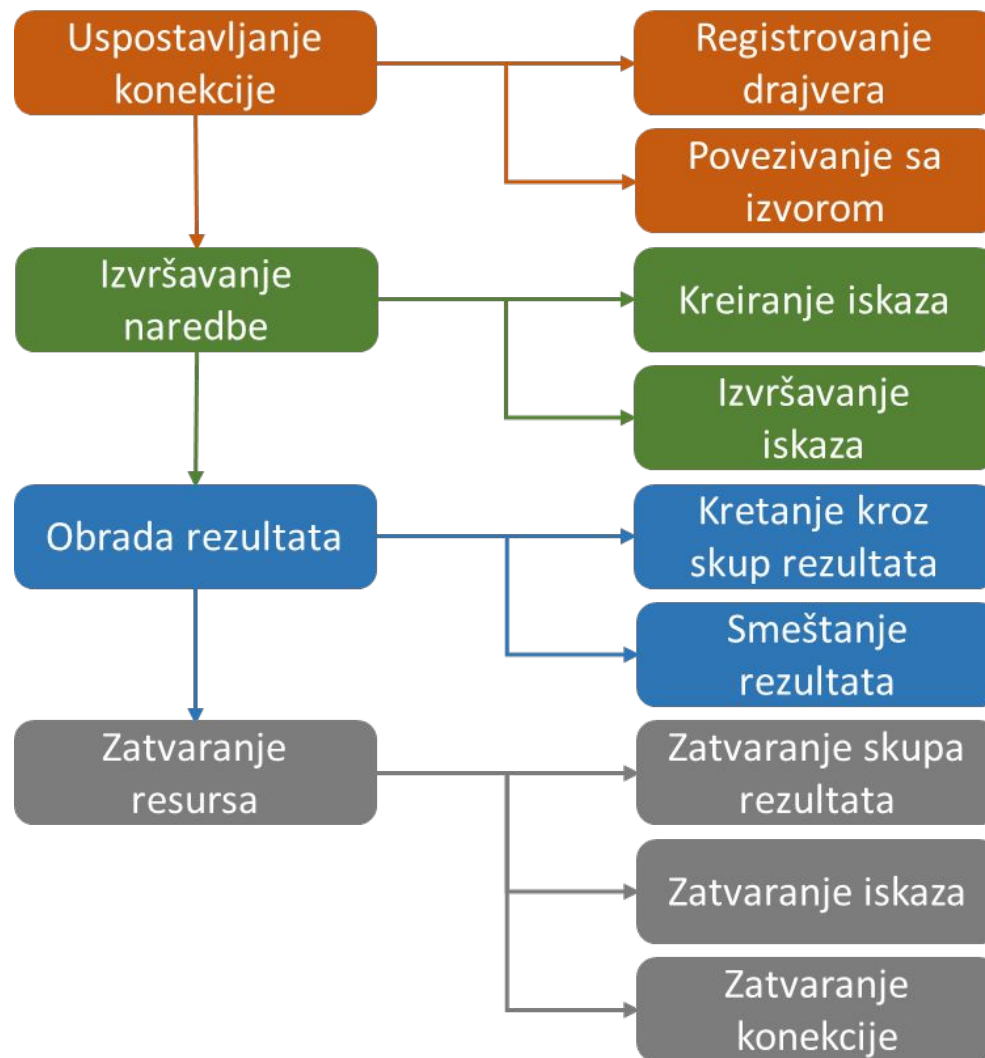 Uspostavljanje
konekcije
Registrovanje
drajvera
Povezivanje sa
izvorom
Izvršavanje
naredbe
Kreiranje iskaza
Izvršavanje
iskaza
Obrada rezultata
Kretanje kroz
skup rezultata
Smeštanje
rezultata
Zatvaranje
resursa
Zatvaranje skupa
rezultata
Zatvaranje iskaza
Zatvaranje
konekcije